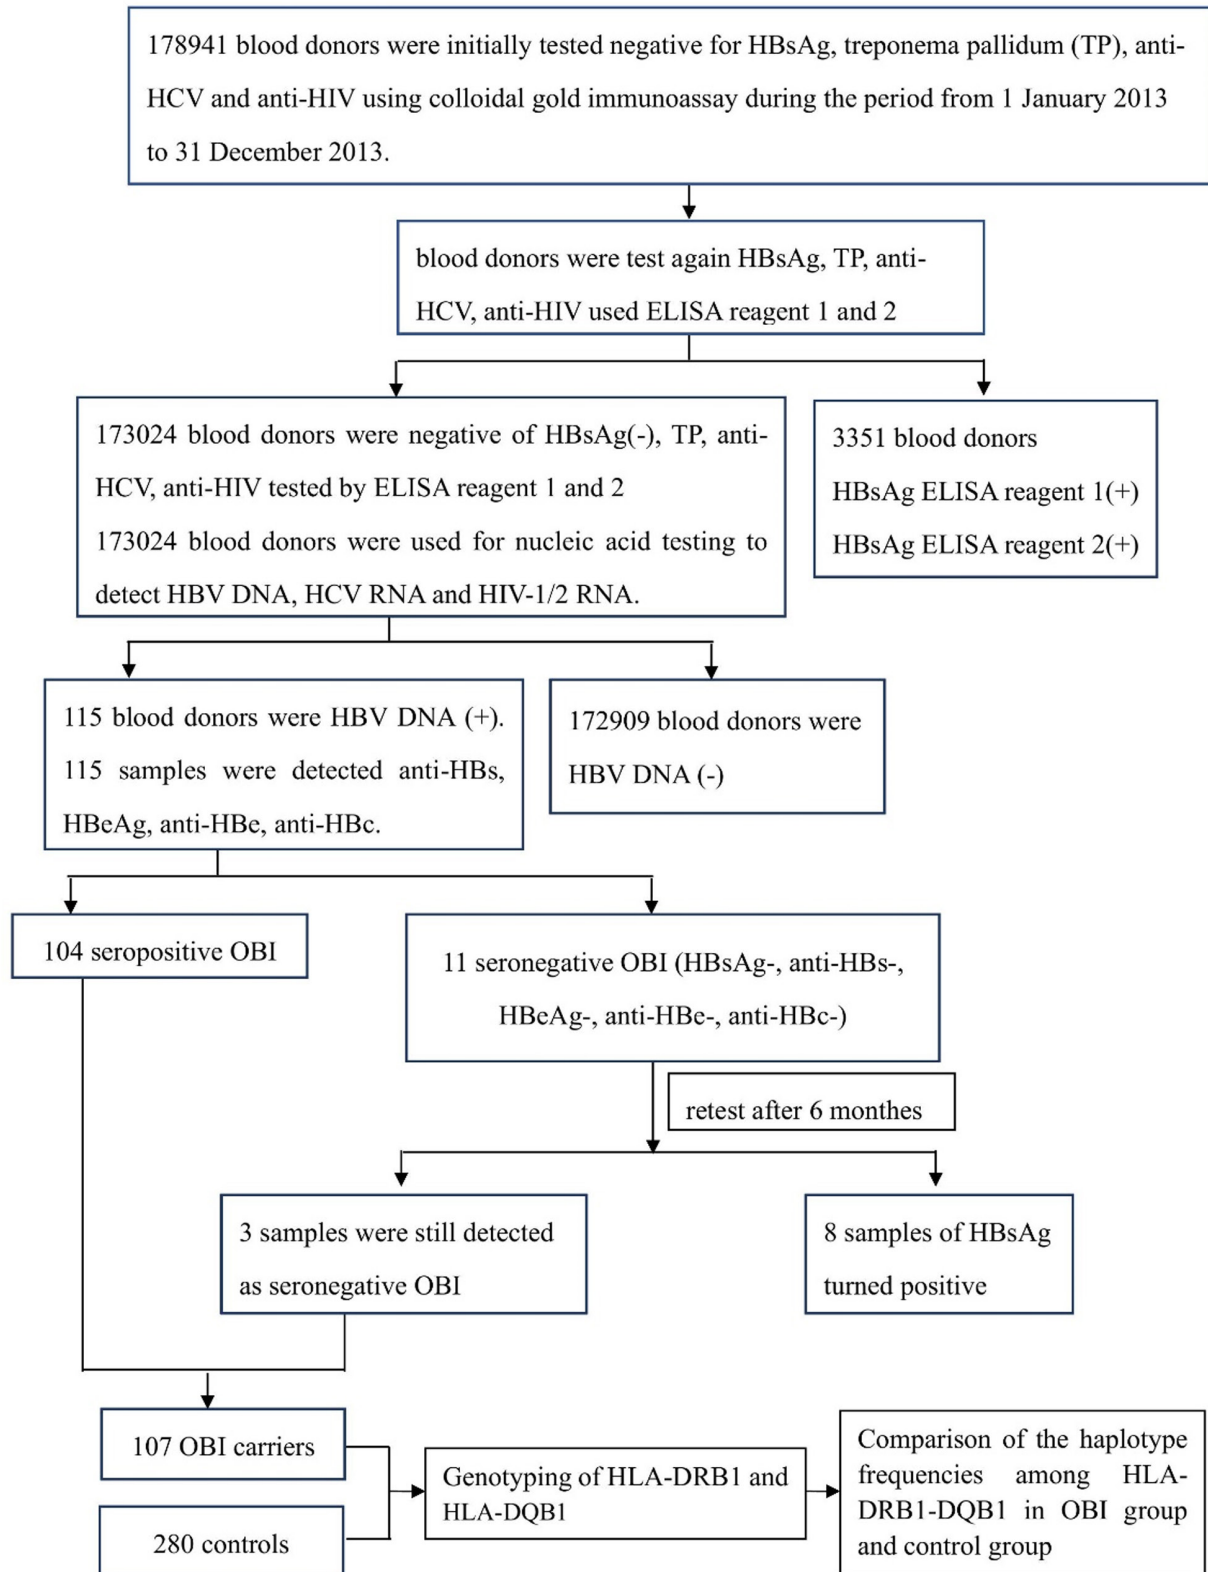 178941 blood donors were initially tested negative for HBsAg, treponema pallidum (TP), anti-
HCV and anti-HIV using colloidal gold immunoassay during the period from 1 January 2013
to 31 December 2013.
blood donors were test again HBsAg, TP, anti-
HCV, anti-HIV used ELISA reagent 1 and 2
173024 blood donors were negative of HBsAg(-), TP, anti-
HCV, anti-HIV tested by ELISA reagent 1 and 2
173024 blood donors were used for nucleic acid testing to
detect HBV DNA, HCV RNA and HIV-1/2 RNA.
3351 blood donors
HBsAg ELISA reagent 1(+)
HBsAg ELISA reagent 2(+)
115 blood donors were HBV DNA (+).
115 samples were detected anti-HBs,
HBeAg, anti-HBe, anti-HBc.
172909 blood donors were
HBV DNA (-)
104 seropositive OBI
11 seronegative OBI (HBsAg-, anti-HBs-,
HBeAg-, anti-HBe-, anti-HBc-)
retest after 6 monthes
3 samples were still detected
as seronegative OBI
8 samples of HBsAg
turned positive
107 OBI carriers
280 controls
Genotyping of HLA-DRB1 and
HLA-DQB1
Comparison of the haplotype
frequencies among HLA-
DRB1-DQB1 in OBI group
and control group